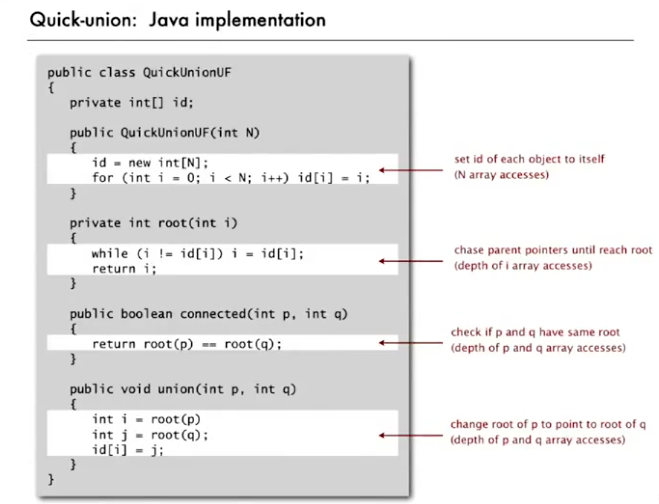 Quick-union: Java implementation
public class QuickUnionUF
{
private int[] id;
public QuickUnionUF(int N)
{
id = new int[N];
for (int i = 0; i < N; i++) id[i] = i;
}
set id of each object to itself
(N array accesses)
private int root(int i)
{
while (i != id[i]) i = id[i];
return i;
}
chase parent pointers until reach root
(depth of i array accesses)
public boolean connected(int p, int q)
{
return root(p) == root(q);
}
check if p and q have same root
(depth of p and q array accesses)
public void union(int p, int q)
{
int i = root(p)
int j = root(q);
id[i] = j;
}
}
change root of p to point to root of q
(depth of p and q array accesses)